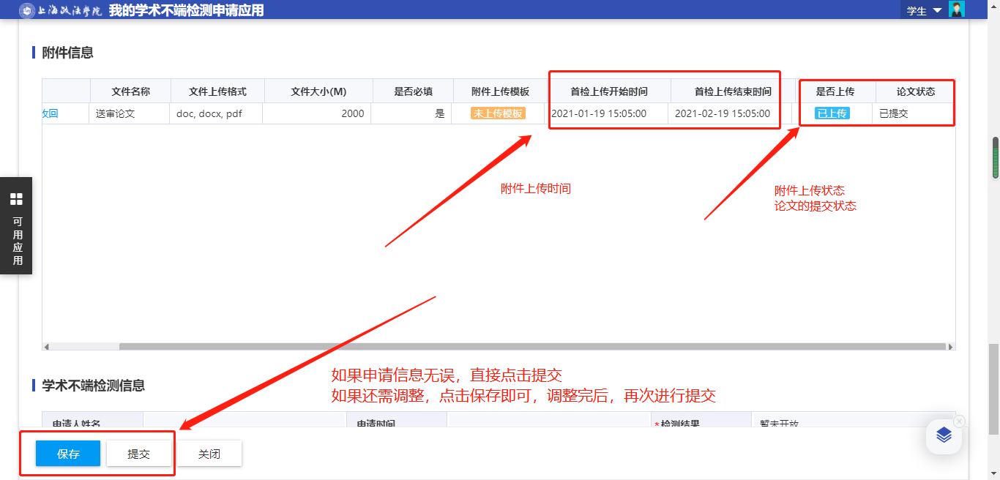 上海政法学院 我的学术不端检测申请应用 学生
附件信息
文件名称 文件上传格式 文件大小(M) 是否必填 附件上传模板 首检上传开始时间 首检上传结束时间 是否上传 论文状态
收回 送审论文 doc, docx, pdf 2000 是 未上传模板 2021-01-19 15:05:00 2021-02-19 15:05:00 已上传 已提交
附件上传时间
附件上传状态
论文的提交状态
可用应用
如果申请信息无误，直接点击提交
学术不端检测信息
如果还需调整，点击保存即可，调整完后，再次进行提交
申请人姓名 申请时间 *检测结果 暂未开放
保存 提交 关闭